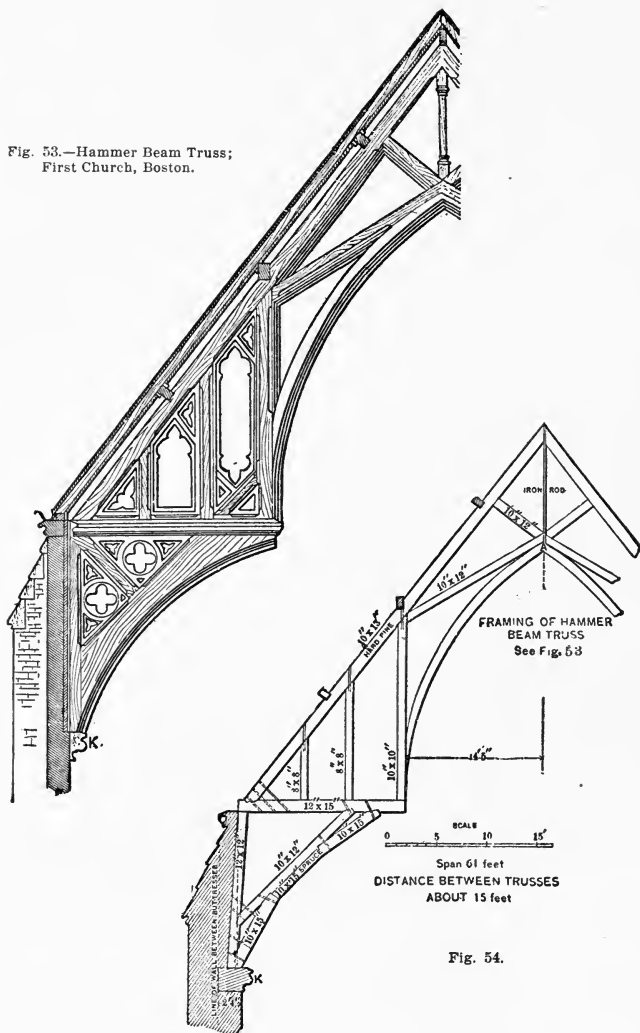 Fig. 53.—Hammer Beam Truss;
First Church, Boston.
K.
IRON ROD
10"x12"
10"x12"
FRAMING OF HAMMER
BEAM TRUSS
See Fig. 53
10"x15"
HARD PINE
8"x8"
8"x8"
10"x10"
12"x15"
SCALE
0 5 10 15'
Span 61 feet
DISTANCE BETWEEN TRUSSES
ABOUT 15 feet
12"x12"
10"x12"
10"x15"
10"x15" SPRUCE
10"x15"
LINE OF WALL BETWEEN BUTTRESSES
K
24"
Fig. 54.